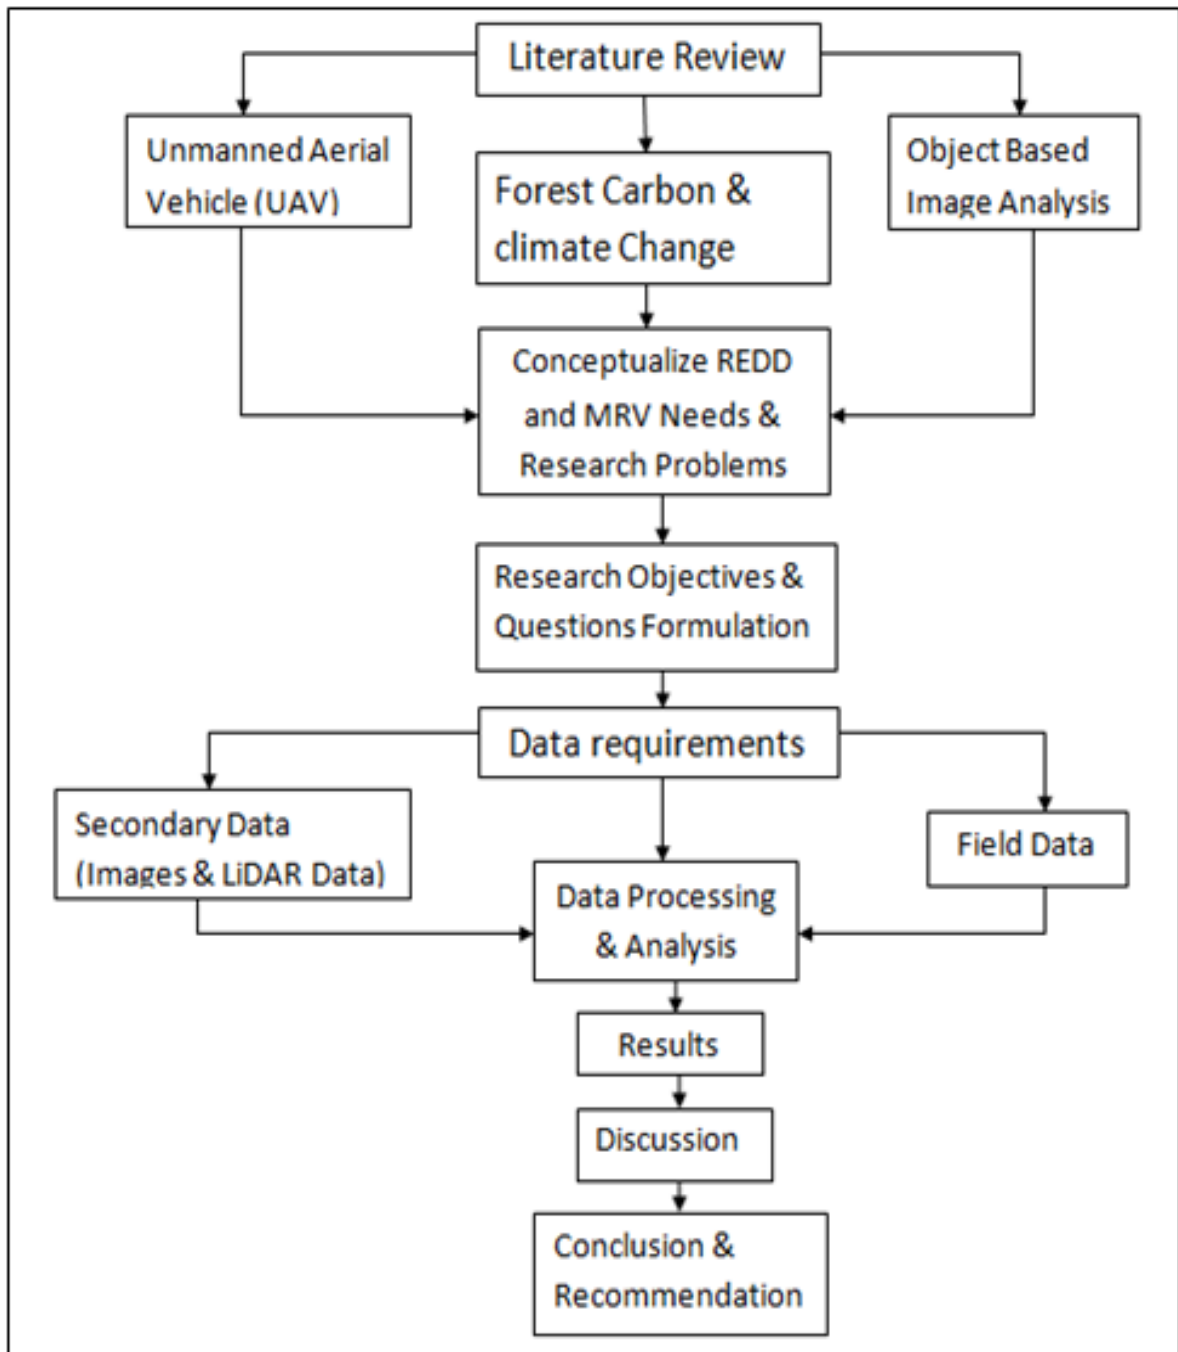 Literature Review
Unmanned Aerial
Vehicle (UAV)
Forest Carbon &
climate Change
Object Based
Image Analysis
Conceptualize REDD
and MRV Needs &
Research Problems
Research Objectives &
Questions Formulation
Data requirements
Secondary Data
(Images & LiDAR Data)
Field Data
Data Processing
& Analysis
Results
Discussion
Conclusion &
Recommendation